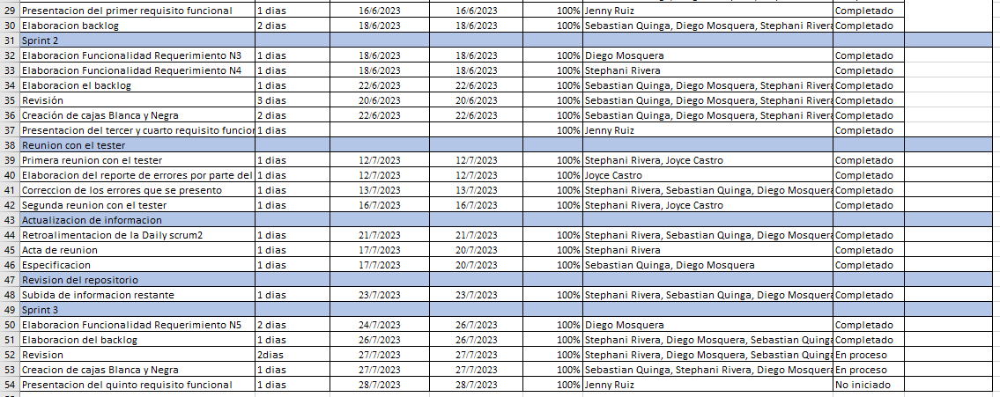 29 Presentacion del primer requisito funcional 1 dias 16/6/2023 16/6/2023 100% Jenny Ruiz Completado
30 Elaboracion backlog 2 dias 18/6/2023 18/6/2023 100% Sebastian Quinga, Diego Mosquera, Stephani Rivera Completado
31 Sprint 2
32 Elaboracion Funcionalidad Requerimiento N3 1 dias 18/6/2023 18/6/2023 100% Diego Mosquera Completado
33 Elaboracion Funcionalidad Requerimiento N4 1 dias 18/6/2023 18/6/2023 100% Stephani Rivera Completado
34 Elaboracion el backlog 1 dias 22/6/2023 22/6/2023 100% Sebastian Quinga, Diego Mosquera, Stephani Rivera Completado
35 Revisión 3 dias 20/6/2023 20/6/2023 100% Sebastian Quinga, Diego Mosquera, Stephani Rivera Completado
36 Creación de cajas Blanca y Negra 2 dias 22/6/2023 22/6/2023 100% Sebastian Quinga, Diego Mosquera, Stephani Rivera Completado
37 Presentacion del tercer y cuarto requisito funcior 1 dias 100% Jenny Ruiz Completado
38 Reunion con el tester
39 Primera reunion con el tester 1 dias 12/7/2023 12/7/2023 100% Stephani Rivera, Joyce Castro Completado
40 Elaboracion del reporte de errores por parte del 1 dias 12/7/2023 12/7/2023 100% Joyce Castro Completado
41 Correccion de los errores que se presento 1 dias 13/7/2023 13/7/2023 100% Stephani Rivera, Sebastian Quinga, Diego Mosquera Completado
42 Segunda reunion con el tester 1 dias 16/7/2023 16/7/2023 100% Stephani Rivera, Joyce Castro Completado
43 Actualizacion de informacion
44 Retroalimentacion de la Daily scrum2 1 dias 21/7/2023 21/7/2023 100% Stephani Rivera, Sebastian Quinga, Diego Mosquera Completado
45 Acta de reunion 1 dias 17/7/2023 20/7/2023 100% Stephani Rivera Completado
46 Especificacion 1 dias 17/7/2023 20/7/2023 100% Sebastian Quinga, Diego Mosquera Completado
47 Revision del repositorio
48 Subida de informacion restante 1 dias 23/7/2023 23/7/2023 100% Stephani Rivera, Sebastian Quinga, Diego Mosquera Completado
49 Sprint 3
50 Elaboracion Funcionalidad Requerimiento N5 2 dias 24/7/2023 26/7/2023 100% Diego Mosquera Completado
51 Elaboracion del backlog 1 dias 26/7/2023 26/7/2023 100% Stephani Rivera, Diego Mosquera, Sebastian Quinga Completado
52 Revision 2dias 27/7/2023 27/7/2023 100% Stephani Rivera, Diego Mosquera, Sebastian Quinga En proceso
53 Creacion de cajas Blanca y Negra 1 dias 27/7/2023 27/7/2023 100% Sebastian Quinga, Stephani Rivera, Diego Mosquera En proceso
54 Presentacion del quinto requisito funcional 1 dias 28/7/2023 28/7/2023 100% Jenny Ruiz No iniciado